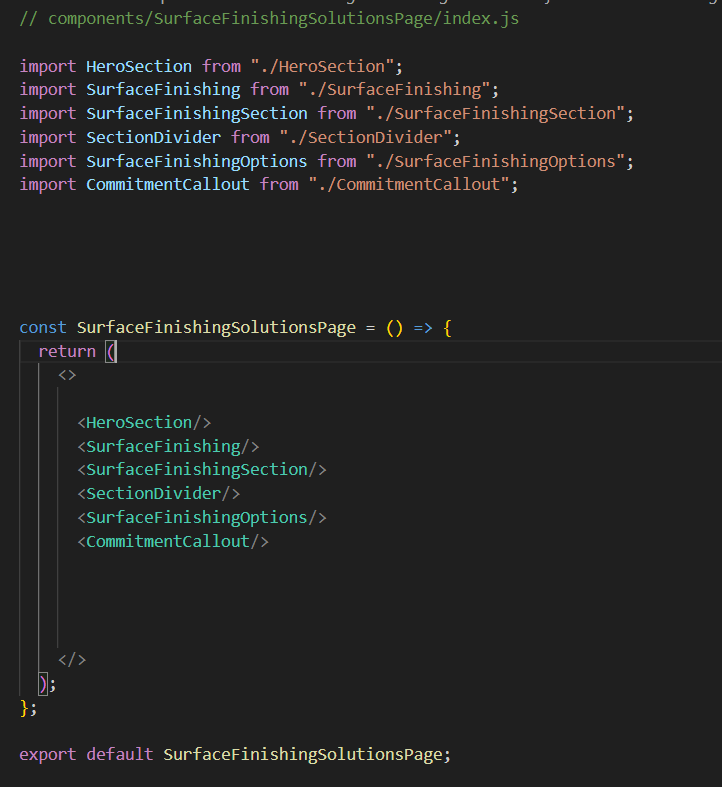 // components/SurfaceFinishingSolutionsPage/index.js
import HeroSection from "./HeroSection";
import SurfaceFinishing from "./SurfaceFinishing";
import SurfaceFinishingSection from "./SurfaceFinishingSection";
import SectionDivider from "./SectionDivider";
import SurfaceFinishingOptions from "./SurfaceFinishingOptions";
import CommitmentCallout from "./CommitmentCallout";
const SurfaceFinishingSolutionsPage = () => {
return (
<>
<HeroSection/>
<SurfaceFinishing/>
<SurfaceFinishingSection/>
<SectionDivider/>
<SurfaceFinishingOptions/>
<CommitmentCallout/>
</>
);
};
export default SurfaceFinishingSolutionsPage;